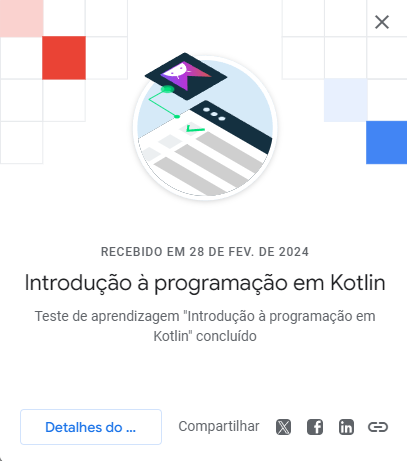 RECEBIDO EM 28 DE FEV. DE 2024
Introdução à programação em Kotlin
Teste de aprendizagem "Introdução à programação em
Kotlin" concluído
Detalhes do ...
Compartilhar